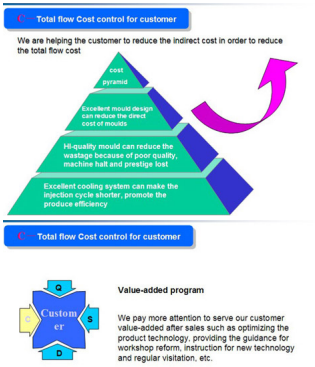 C - Total flow Cost control for customer
We are helping the customer to reduce the indirect cost in order to reduce
the total flow cost
cost
pyramid
Excellent mould design
can reduce the direct
cost of moulds
Hi-quality mould can reduce the
wastage because of poor quality,
machine halt and prestige lost
Excellent cooling system can make the
injection cycle shorter, promote the
produce efficiency
C Total flow Cost control for customer
Q
C
Custom
er
S
D
Value-added program
We pay more attention to serve our customer
value-added after sales such as optimizing the
product technology, providing the guidance for
workshop reform, instruction for new technology
and regular visitation, etc.